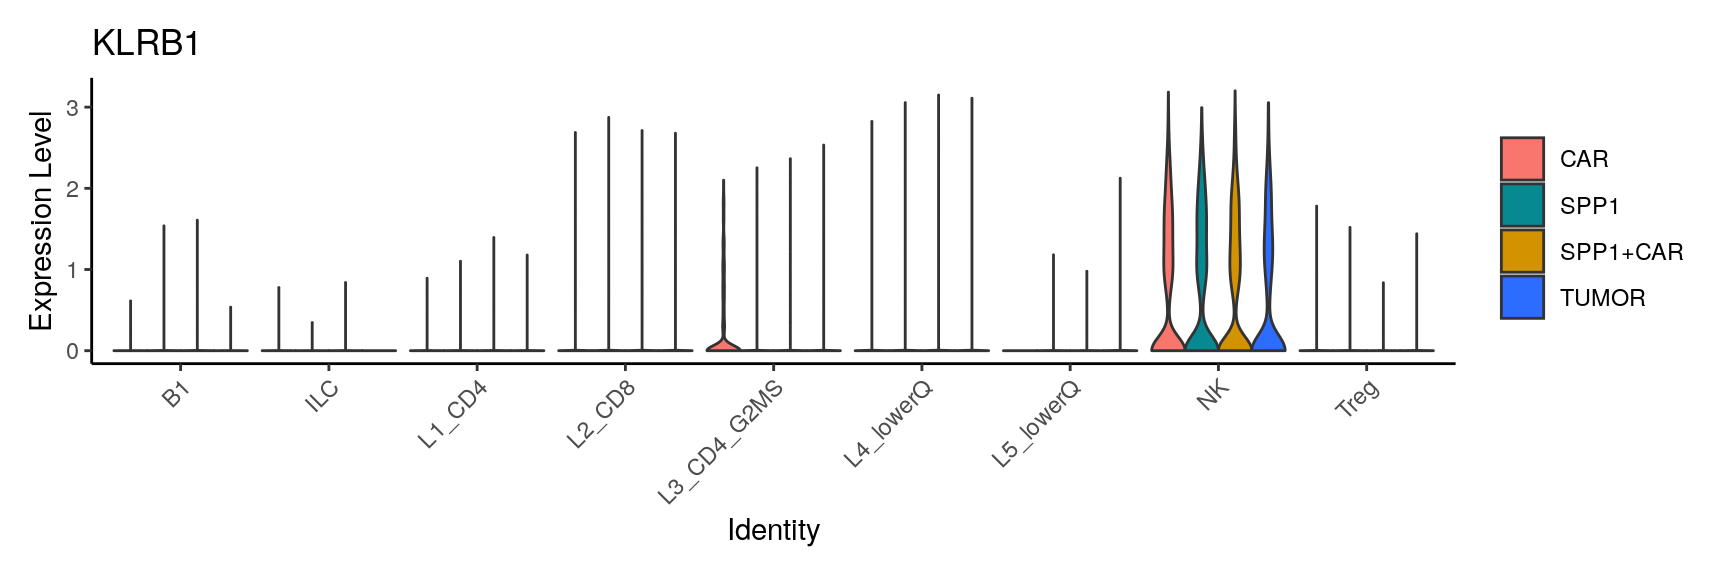 KLRB1
Expression Level
3
2
1
0
B1
ILC
L1_CD4
L2_CD8
L3_CD4_G2MS
L4_lowerQ
L5_lowerQ
NK
Treg
Identity
CAR
SPP1
SPP1+CAR
TUMOR